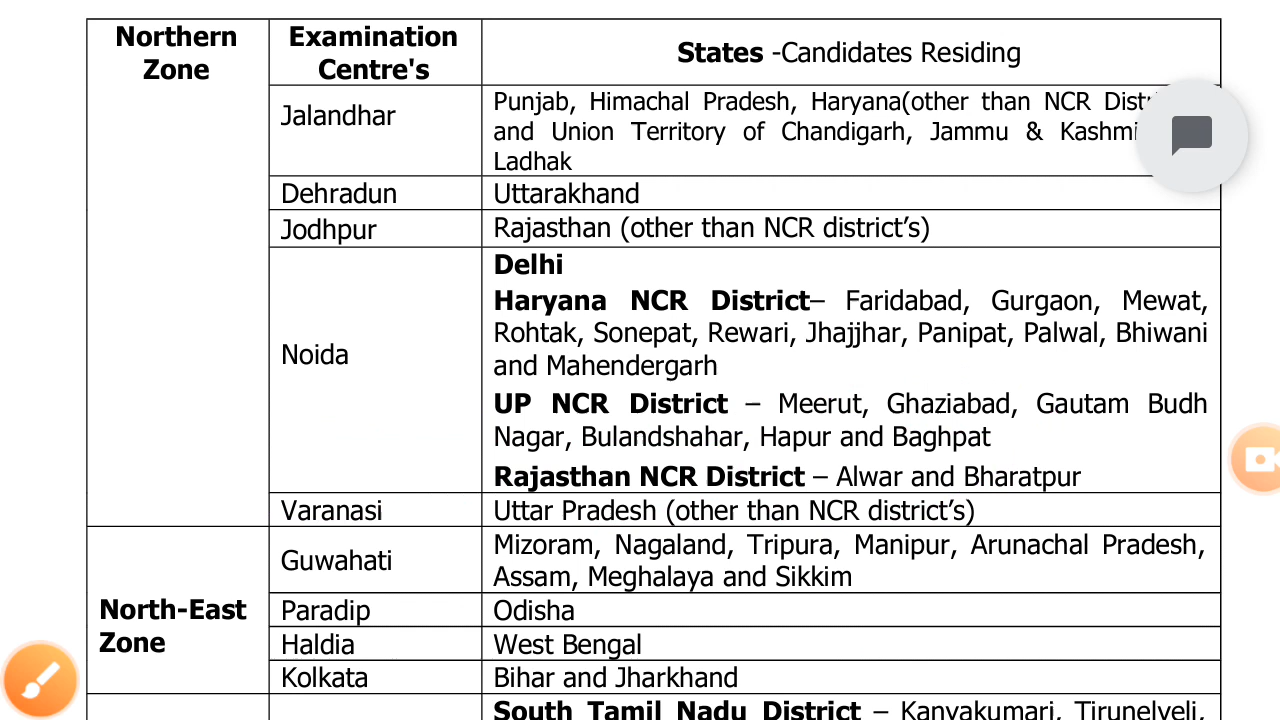 Northern
Zone
Examination
Centre's
States -Candidates Residing
Jalandhar
Punjab, Himachal Pradesh, Haryana(other than NCR
and Union Territory of Chandigarh, Jammu &
Ladhak
Dehradun
Uttarakhand
Jodhpur
Rajasthan (other than NCR district’s)
Noida
Delhi
Haryana NCR District– Faridabad, Gurgaon, Mewat,
Rohtak, Sonepat, Rewari, Jhajjhar, Panipat, Palwal, Bhiwani
and Mahendergarh
UP NCR District – Meerut, Ghaziabad, Gautam Budh
Nagar, Bulandshahar, Hapur and Baghpat
Rajasthan NCR District – Alwar and Bharatpur
Varanasi
Uttar Pradesh (other than NCR district’s)
North-East
Zone
Guwahati
Mizoram, Nagaland, Tripura, Manipur, Arunachal Pradesh,
Assam, Meghalaya and Sikkim
Paradip
Odisha
Haldia
West Bengal
Kolkata
Bihar and Jharkhand
South Tamil Nadu District – Kanyakumari, Tirunelveli,